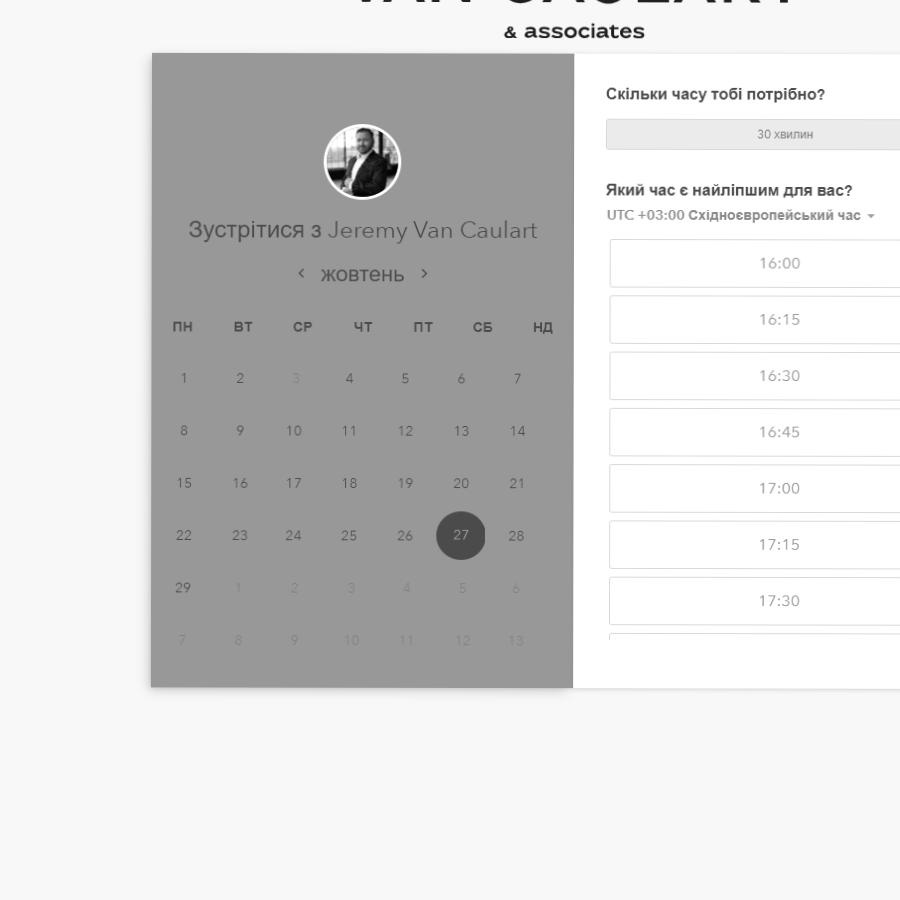 & associates
Зустрітися з Jeremy Van Caulart
жовтень
ПН ВТ СР ЧТ ПТ СБ НД
1 2 3 4 5 6 7
8 9 10 11 12 13 14
15 16 17 18 19 20 21
22 23 24 25 26 27 28
29 1 2 3 4 5 6
7 8 9 10 11 12 13
Скільки часу тобі потрібно?
30 хвилин
Який час є найліпшим для вас?
UTC +03:00 Східноєвропейський час
16:00
16:15
16:30
16:45
17:00
17:15
17:30